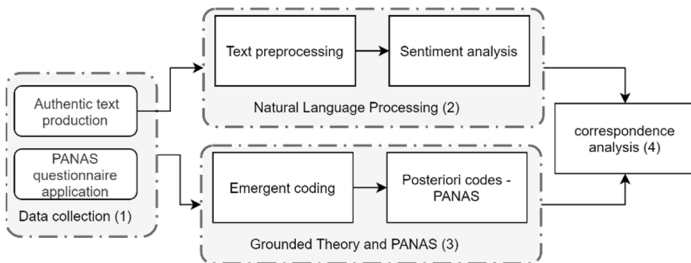 Authentic text
production
PANAS
questionnaire
application
Data collection (1)
Text preprocessing
Sentiment analysis
Natural Language Processing (2)
Emergent coding
Posteriori codes -
PANAS
Grounded Theory and PANAS (3)
correspondence
analysis (4)